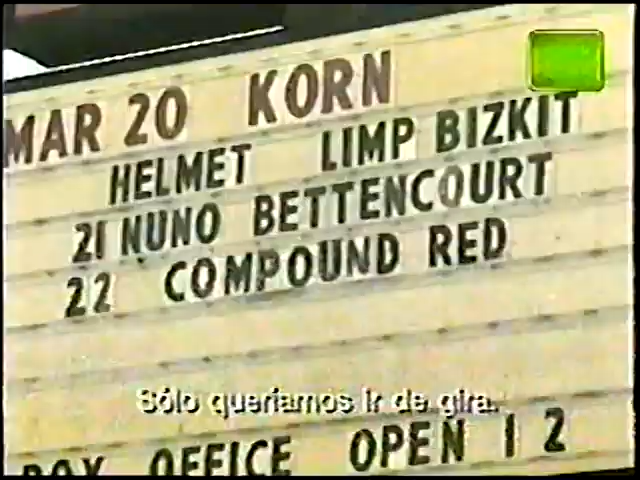 MAR 20 KORN
HELMET LIMP BIZKIT
21 NUNO BETTENCOURT
22 COMPOUND RED
Sólo queríamos ir de gira.
BOX OFFICE OPEN 12